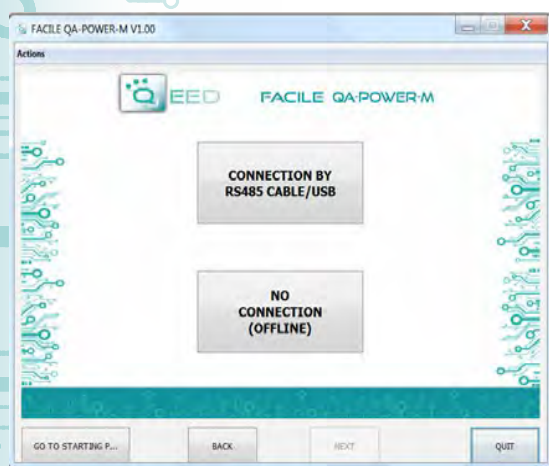 FACILE QA-POWER-M V1.00
Actions
QEED FACILE QA-POWER-M
CONNECTION BY
RS485 CABLE/USB
NO
CONNECTION
(OFFLINE)
GO TO STARTING P...
BACK
NEXT
QUIT